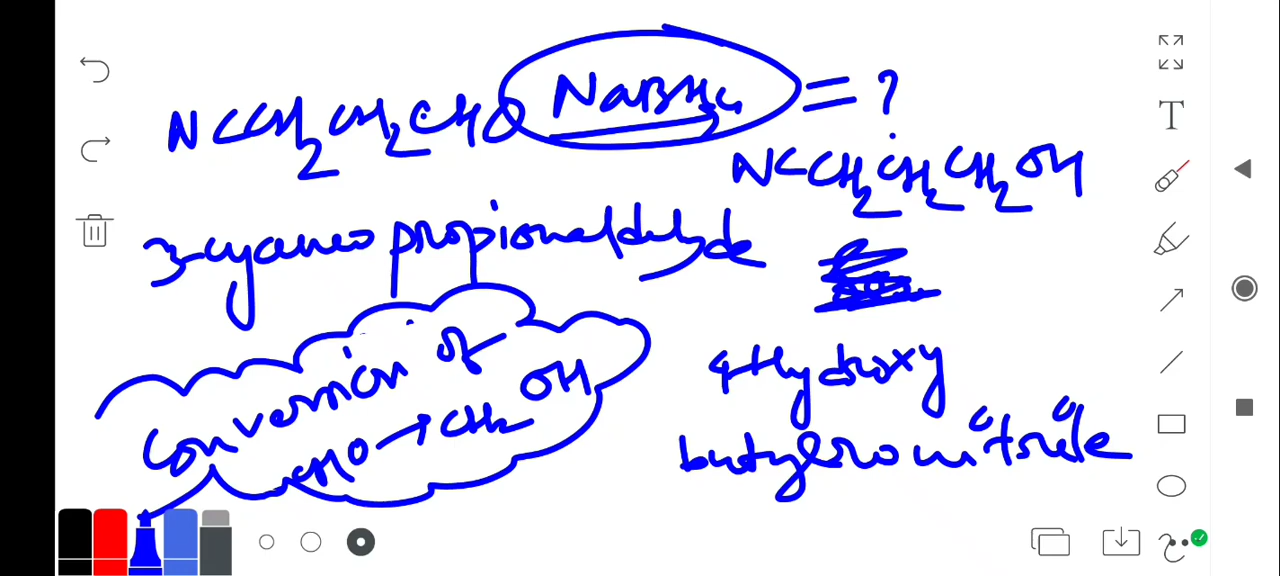 NCCH2CH2CHO NaBH4 = ?
NCCH2CH2CH2OH
3-cyano propionaldehyde
Conversion of
CHO → CH2OH
4 Hydroxy
butyronitrile
T